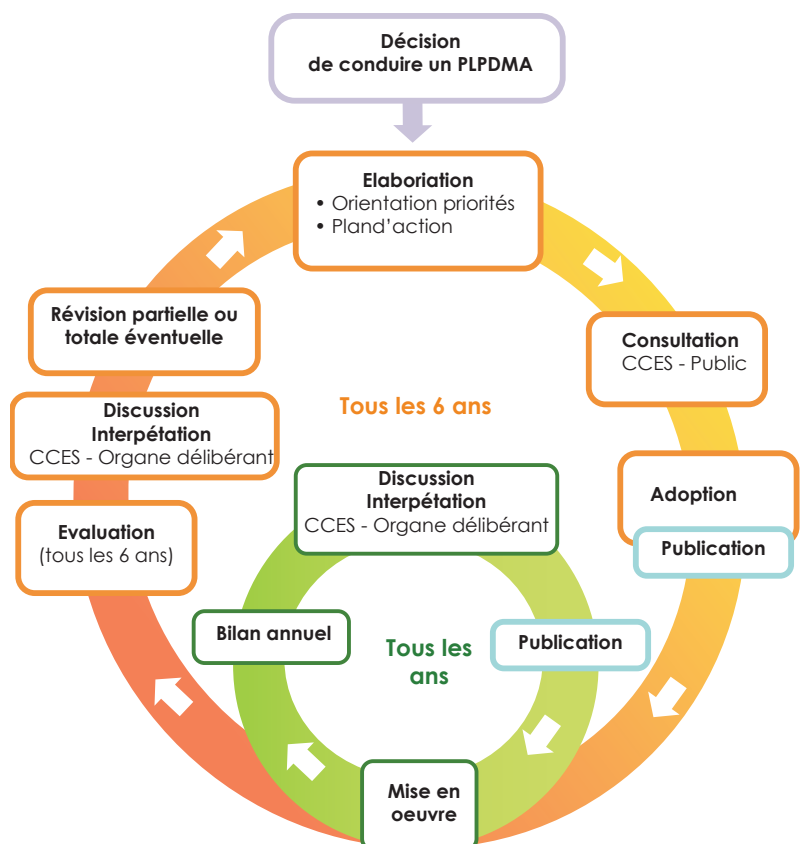 Décision
de conduire un PLPDMA
Elaboriation
• Orientation priorités
• Pland’action
Révision partielle ou
totale éventuelle
Consultation
CCES - Public
Tous les 6 ans
Discussion
Interpétation
CCES - Organe délibérant
Discussion
Interpétation
CCES - Organe délibérant
Adoption
Publication
Evaluation
(tous les 6 ans)
Bilan annuel
Tous les
ans
Publication
Mise en
oeuvre